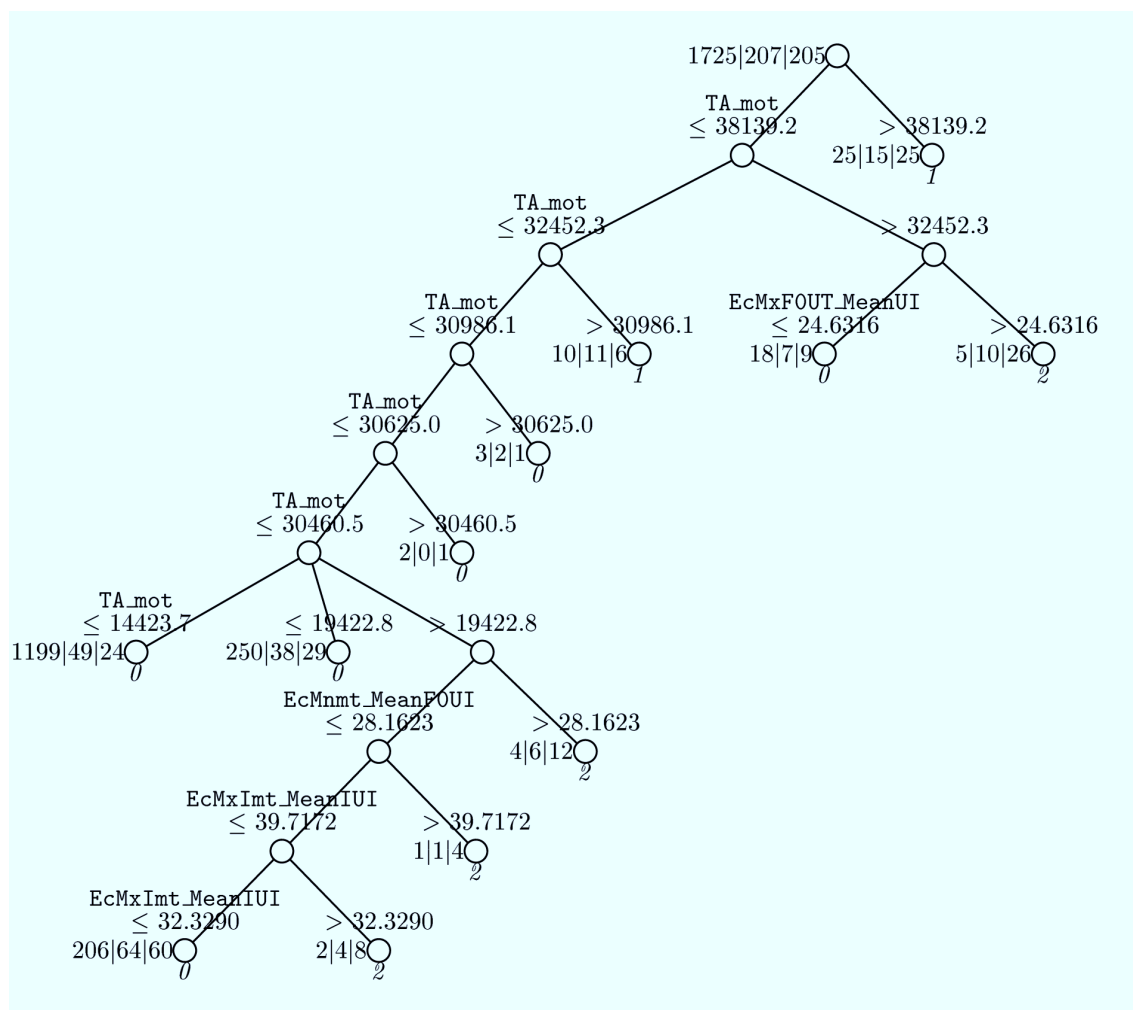 1725|207|205
TA_mot
≤ 38139.2 > 38139.2
25|15|25
1
TA_mot
≤ 32452.3 > 32452.3
TA_mot EcMxFOUT_MeanUI
≤ 30986.1 > 30986.1 ≤ 24.6316 > 24.6316
10|11|6 18|7|9 5|10|26
1 0 2
TA_mot
≤ 30625.0 > 30625.0
3|2|1
0
TA_mot
≤ 30460.5 > 30460.5
2|0|1
0
TA_mot
≤ 14423.7 ≤ 19422.8 > 19422.8
1199|49|24 250|38|29
0 0
EcMnmt_MeanFOUI
≤ 28.1623 > 28.1623
4|6|12
2
EcMxImt_MeanIUI
≤ 39.7172 > 39.7172
1|1|4
2
EcMxImt_MeanIUI
≤ 32.3290 > 32.3290
206|64|60 2|4|8
0 2